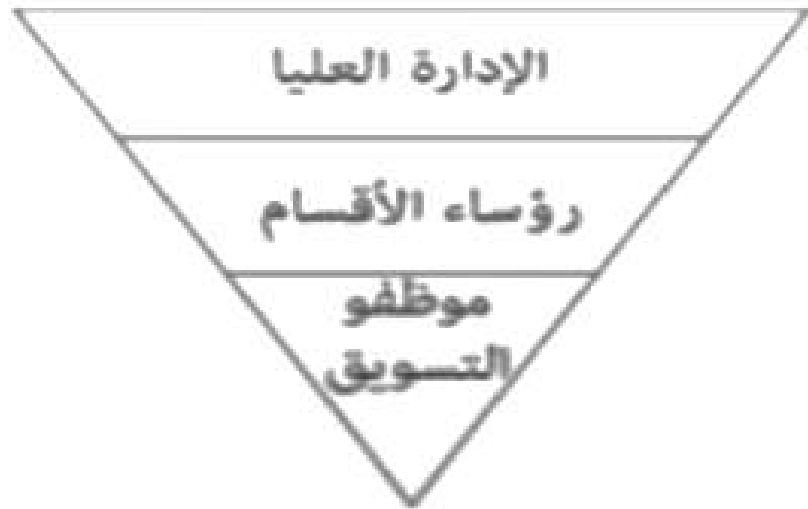 الإدارة العليا
رؤساء الأقسام
موظفو
التسويق